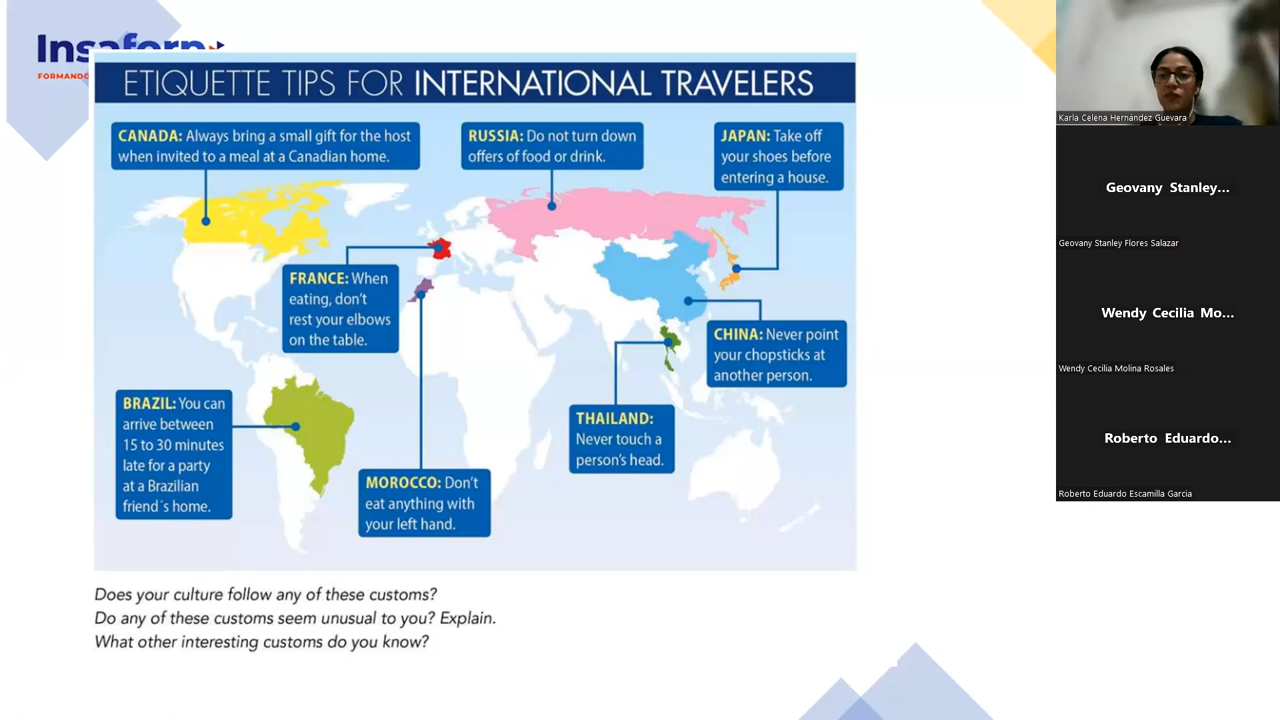 FORMANDO
ETIQUETTE TIPS FOR INTERNATIONAL TRAVELERS
CANADA: Always bring a small gift for the host
when invited to a meal at a Canadian home.
RUSSIA: Do not turn down
offers of food or drink.
JAPAN: Take off
your shoes before
entering a house.
FRANCE: When
eating, don't
rest your elbows
on the table.
CHINA: Never point
your chopsticks at
another person.
BRAZIL: You can
arrive between
15 to 30 minutes
late for a party
at a Brazilian
friend´s home.
THAILAND:
Never touch a
person's head.
MOROCCO: Don't
eat anything with
your left hand.
Does your culture follow any of these customs?
Do any of these customs seem unusual to you? Explain.
What other interesting customs do you know?
Karla Celena Hernández Guevara
Geovany Stanley...
Geovany Stanley Flores Salazar
Wendy Cecilia Mo...
Wendy Cecilia Molina Rosales
Roberto Eduardo...
Roberto Eduardo Escamilla Garcia